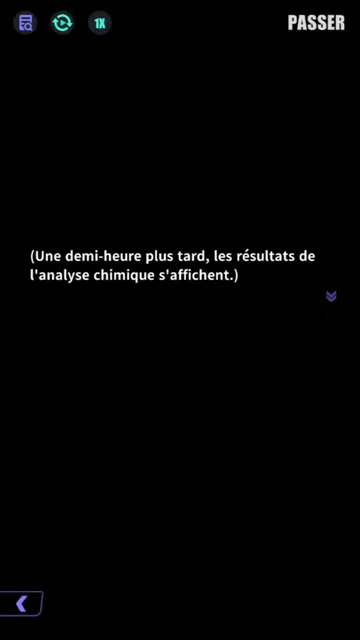 1X
PASSER
(Une demi-heure plus tard, les résultats de
l'analyse chimique s'affichent.)